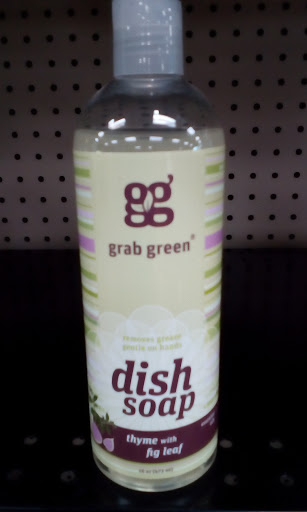 gg
grab green®
removes grease
gentle on hands
dish
soap
thyme with
fig leaf